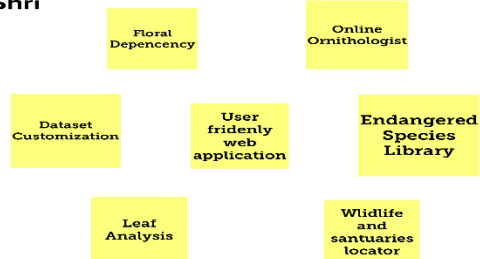 shri
Floral
Depencency
Online
Ornithologist
Dataset
Customization
User
fridenly
web
application
Endangered
Species
Library
Leaf
Analysis
Wlidlife
and
santuaries
locator